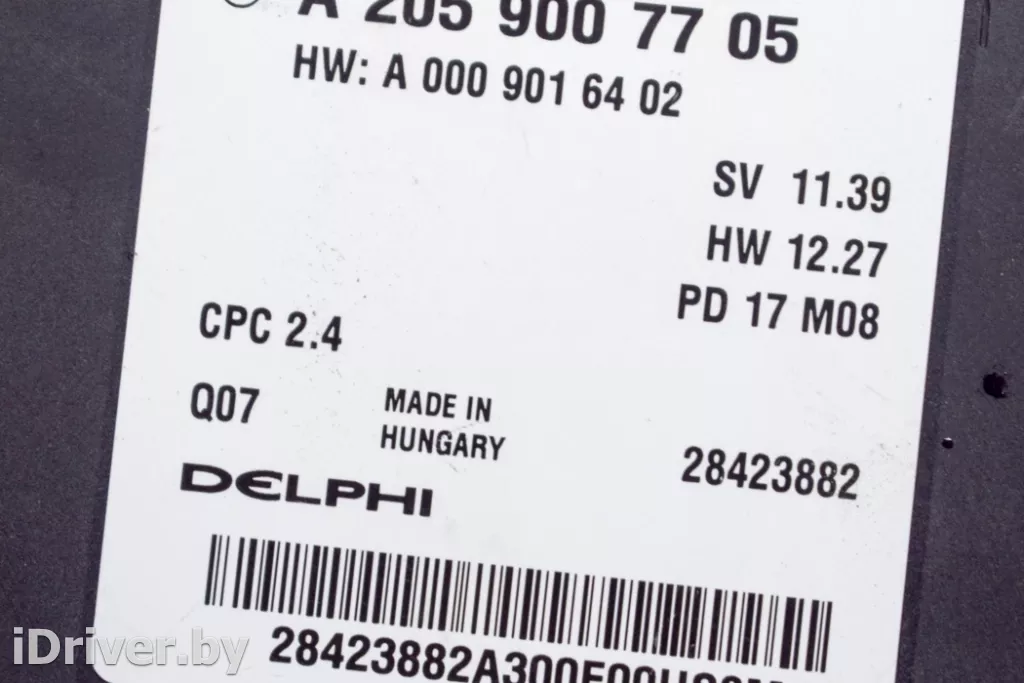 A 205 900 77 05
HW: A 000 901 64 02
SV 11.39
HW 12.27
PD 17 M08
CPC 2.4
Q07
MADE IN
HUNGARY
28423882
DELPHI
iDriver.by